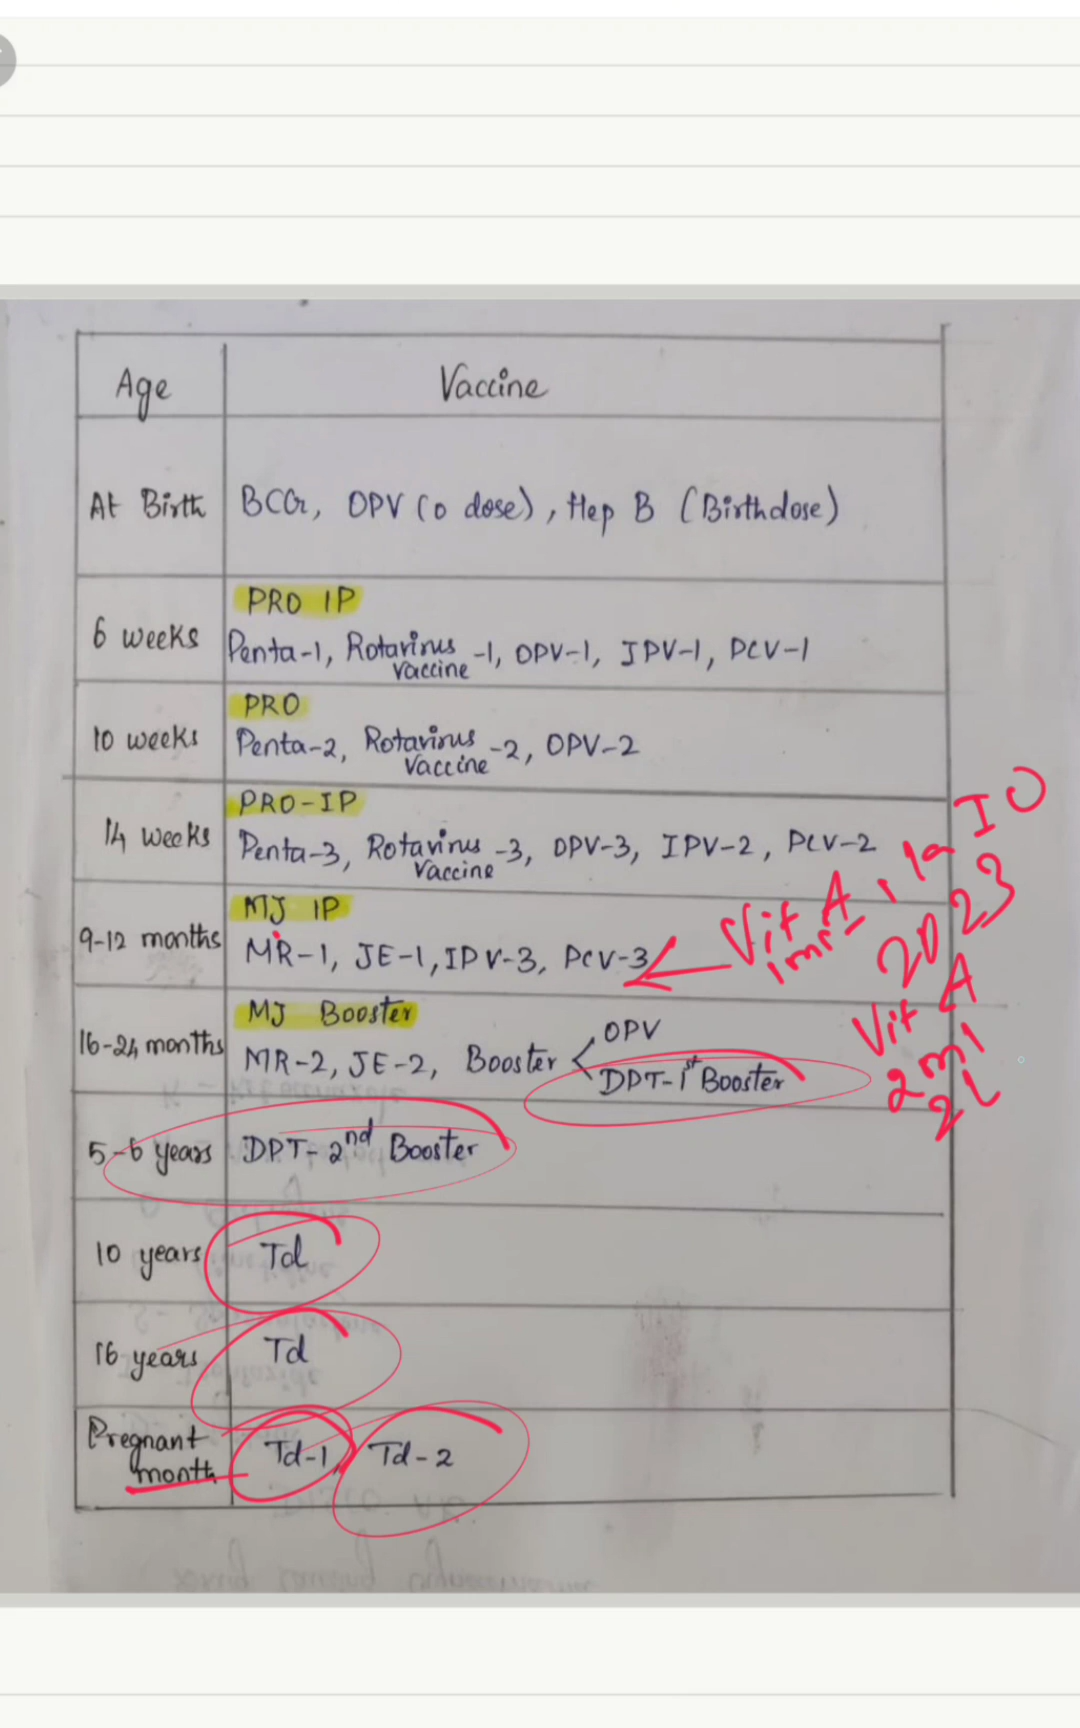 Age Vaccine
At Birth BCG, OPV (0 dose), Hep B (Birthdose)
PRO IP
6 weeks Penta-1, Rotavirus vaccine -1, OPV-1, IPV-1, PCV-1
PRO
10 weeks Penta-2, Rotavirus vaccine -2, OPV-2
PRO-IP
14 weeks Penta-3, Rotavirus vaccine -3, OPV-3, IPV-2, PCV-2
MJ IP
9-12 months MR-1, JE-1, IPV-3, PCV-3
Vit A, 1a IU
1ml
2023
MJ Booster
16-24 months MR-2, JE-2, Booster OPV
DPT-1st Booster
Vit A
2ml
2L
5-6 years DPT-2nd Booster
10 years Td
16 years Td
Pregnant month Td-1, Td-2